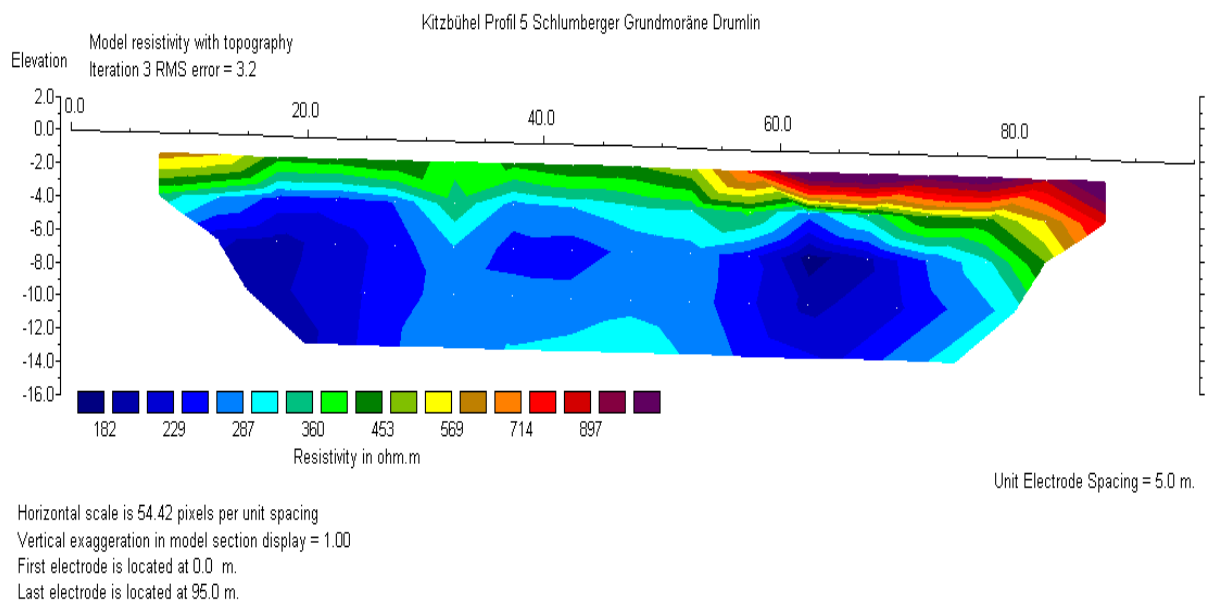 Kitzbühel Profil 5 Schlumberger Grundmoräne Drumlin
Model resistivity with topography
Elevation
Iteration 3 RMS error = 3.2
2.0
0.0
-2.0
-4.0
-6.0
-8.0
-10.0
-12.0
-14.0
-16.0
0.0 20.0 40.0 60.0 80.0
182 229 287 360 453 569 714 897
Resistivity in ohm.m
Unit Electrode Spacing = 5.0 m.
Horizontal scale is 54.42 pixels per unit spacing
Vertical exaggeration in model section display = 1.00
First electrode is located at 0.0 m.
Last electrode is located at 95.0 m.